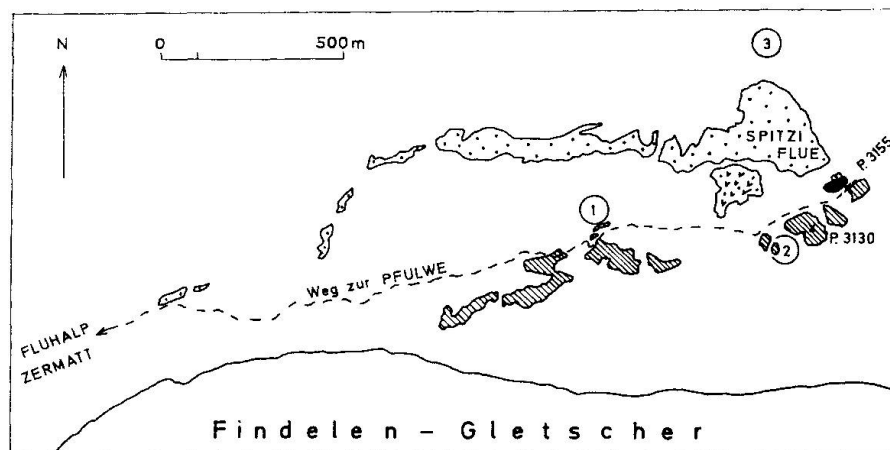 N
0 500m
3
SPITZI
FLUE
P. 3155
1
2
P. 3130
Weg zur PFULWE
FLUHALP
ZERMATT
Findelen - Gletscher